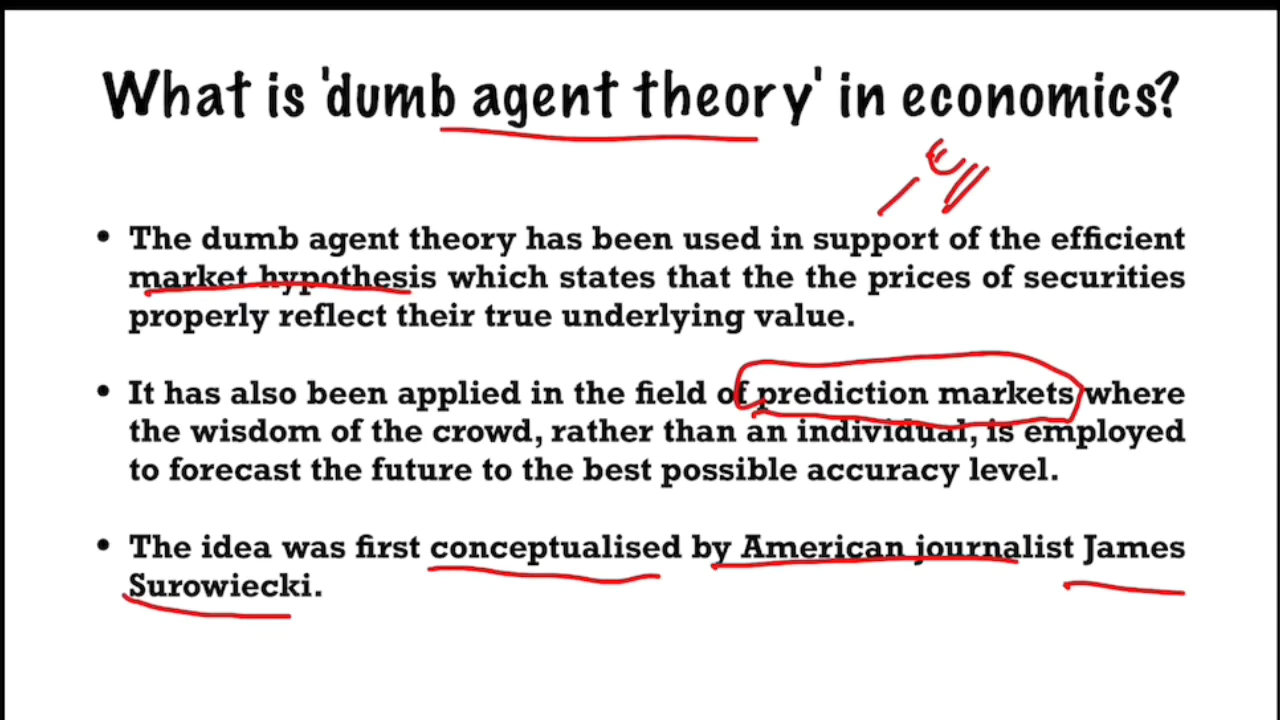 What is 'dumb agent theory' in economics?
• The dumb agent theory has been used in support of the efficient
market hypothesis which states that the the prices of securities
properly reflect their true underlying value.
• It has also been applied in the field of prediction markets where
the wisdom of the crowd, rather than an individual, is employed
to forecast the future to the best possible accuracy level.
• The idea was first conceptualised by American journalist James
Surowiecki.